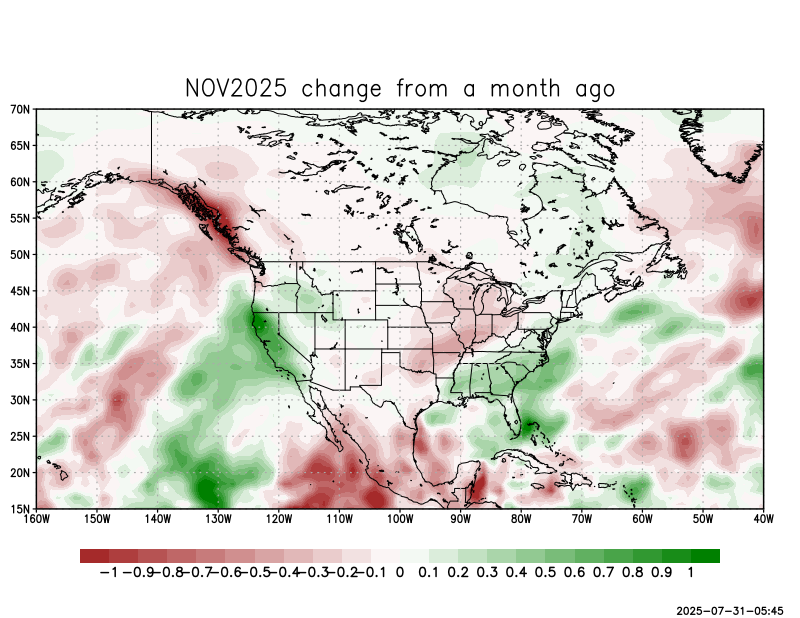 NOV2025 change from a month ago
70N
65N
60N
55N
50N
45N
40N
35N
30N
25N
20N
15N
160W 150W 140W 130W 120W 110W 100W 90W 80W 70W 60W 50W 40W
-1 -0.9 -0.8 -0.7 -0.6 -0.5 -0.4 -0.3 -0.2 -0.1 0 0.1 0.2 0.3 0.4 0.5 0.6 0.7 0.8 0.9 1
2025-07-31-05:45